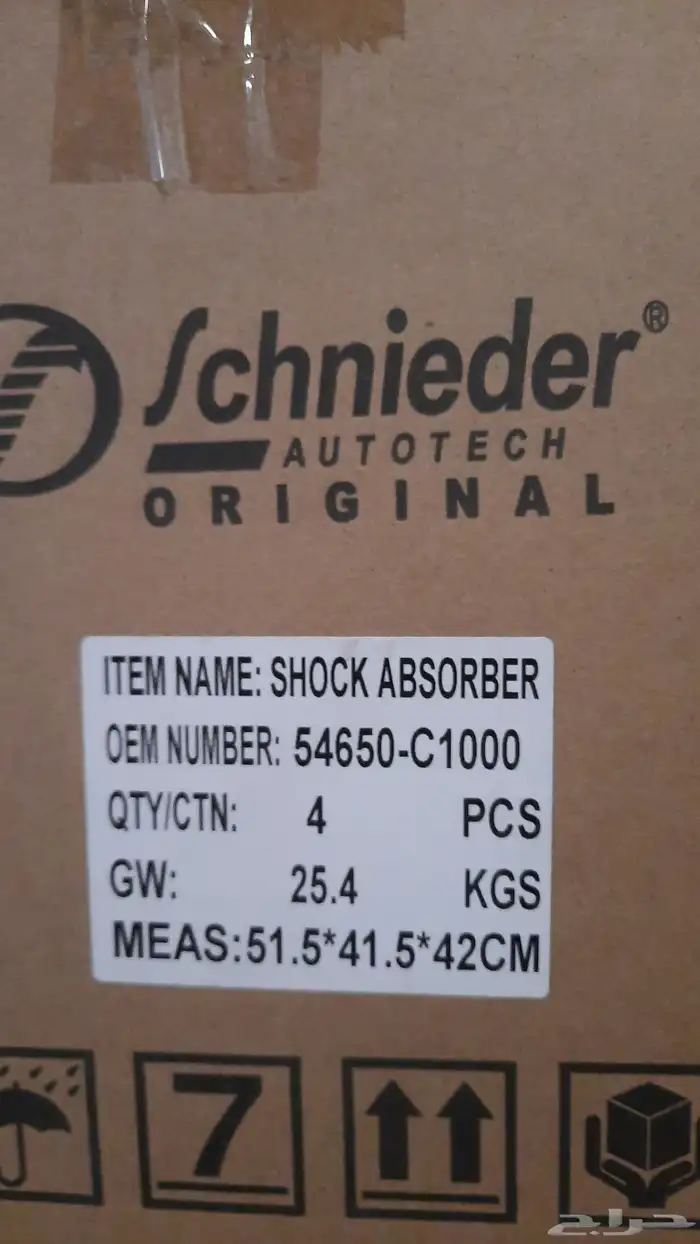 Schnieder®
AUTOTECH
ORIGINAL
ITEM NAME: SHOCK ABSORBER
OEM NUMBER: 54650-C1000
QTY/CTN: 4 PCS
GW: 25.4 KGS
MEAS:51.5*41.5*42CM
7
حراج